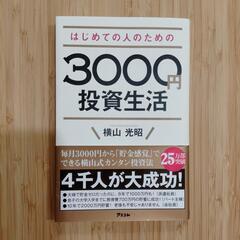 はじめての人のための
3000円
投資生活
横山 光昭
毎月3000円から「貯金感覚」で
できる横山式カンタン投資法
25万部
突破
4千人が大成功!
アスコム